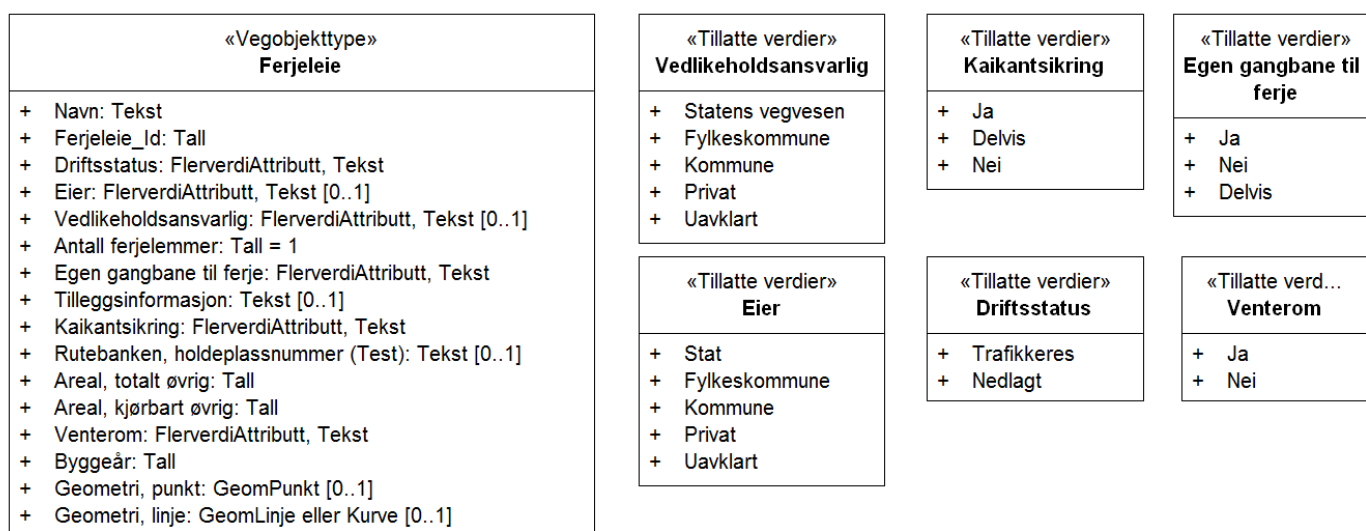 «Vegobjekttype»
Ferjeleie
+ Navn: Tekst
+ Ferjeleie_Id: Tall
+ Driftsstatus: FlerverdiAttributt, Tekst
+ Eier: FlerverdiAttributt, Tekst [0..1]
+ Vedlikeholdsansvarlig: FlerverdiAttributt, Tekst [0..1]
+ Antall ferjelemmer: Tall = 1
+ Egen gangbane til ferje: FlerverdiAttributt, Tekst
+ Tilleggsinformasjon: Tekst [0..1]
+ Kaikantsikring: FlerverdiAttributt, Tekst
+ Rutebanken, holdeplassnummer (Test): Tekst [0..1]
+ Areal, totalt øvrig: Tall
+ Areal, kjørbart øvrig: Tall
+ Venterom: FlerverdiAttributt, Tekst
+ Byggeår: Tall
+ Geometri, punkt: GeomPunkt [0..1]
+ Geometri, linje: GeomLinje eller Kurve [0..1]
«Tillatte verdier»
Vedlikeholdsansvarlig
+ Statens vegvesen
+ Fylkeskommune
+ Kommune
+ Privat
+ Uavklart
«Tillatte verdier»
Kaikantsikring
+ Ja
+ Delvis
+ Nei
«Tillatte verdier»
Egen gangbane til
ferje
+ Ja
+ Nei
+ Delvis
«Tillatte verdier»
Eier
+ Stat
+ Fylkeskommune
+ Kommune
+ Privat
+ Uavklart
«Tillatte verdier»
Driftsstatus
+ Trafikkeres
+ Nedlagt
«Tillatte verd...
Venterom
+ Ja
+ Nei